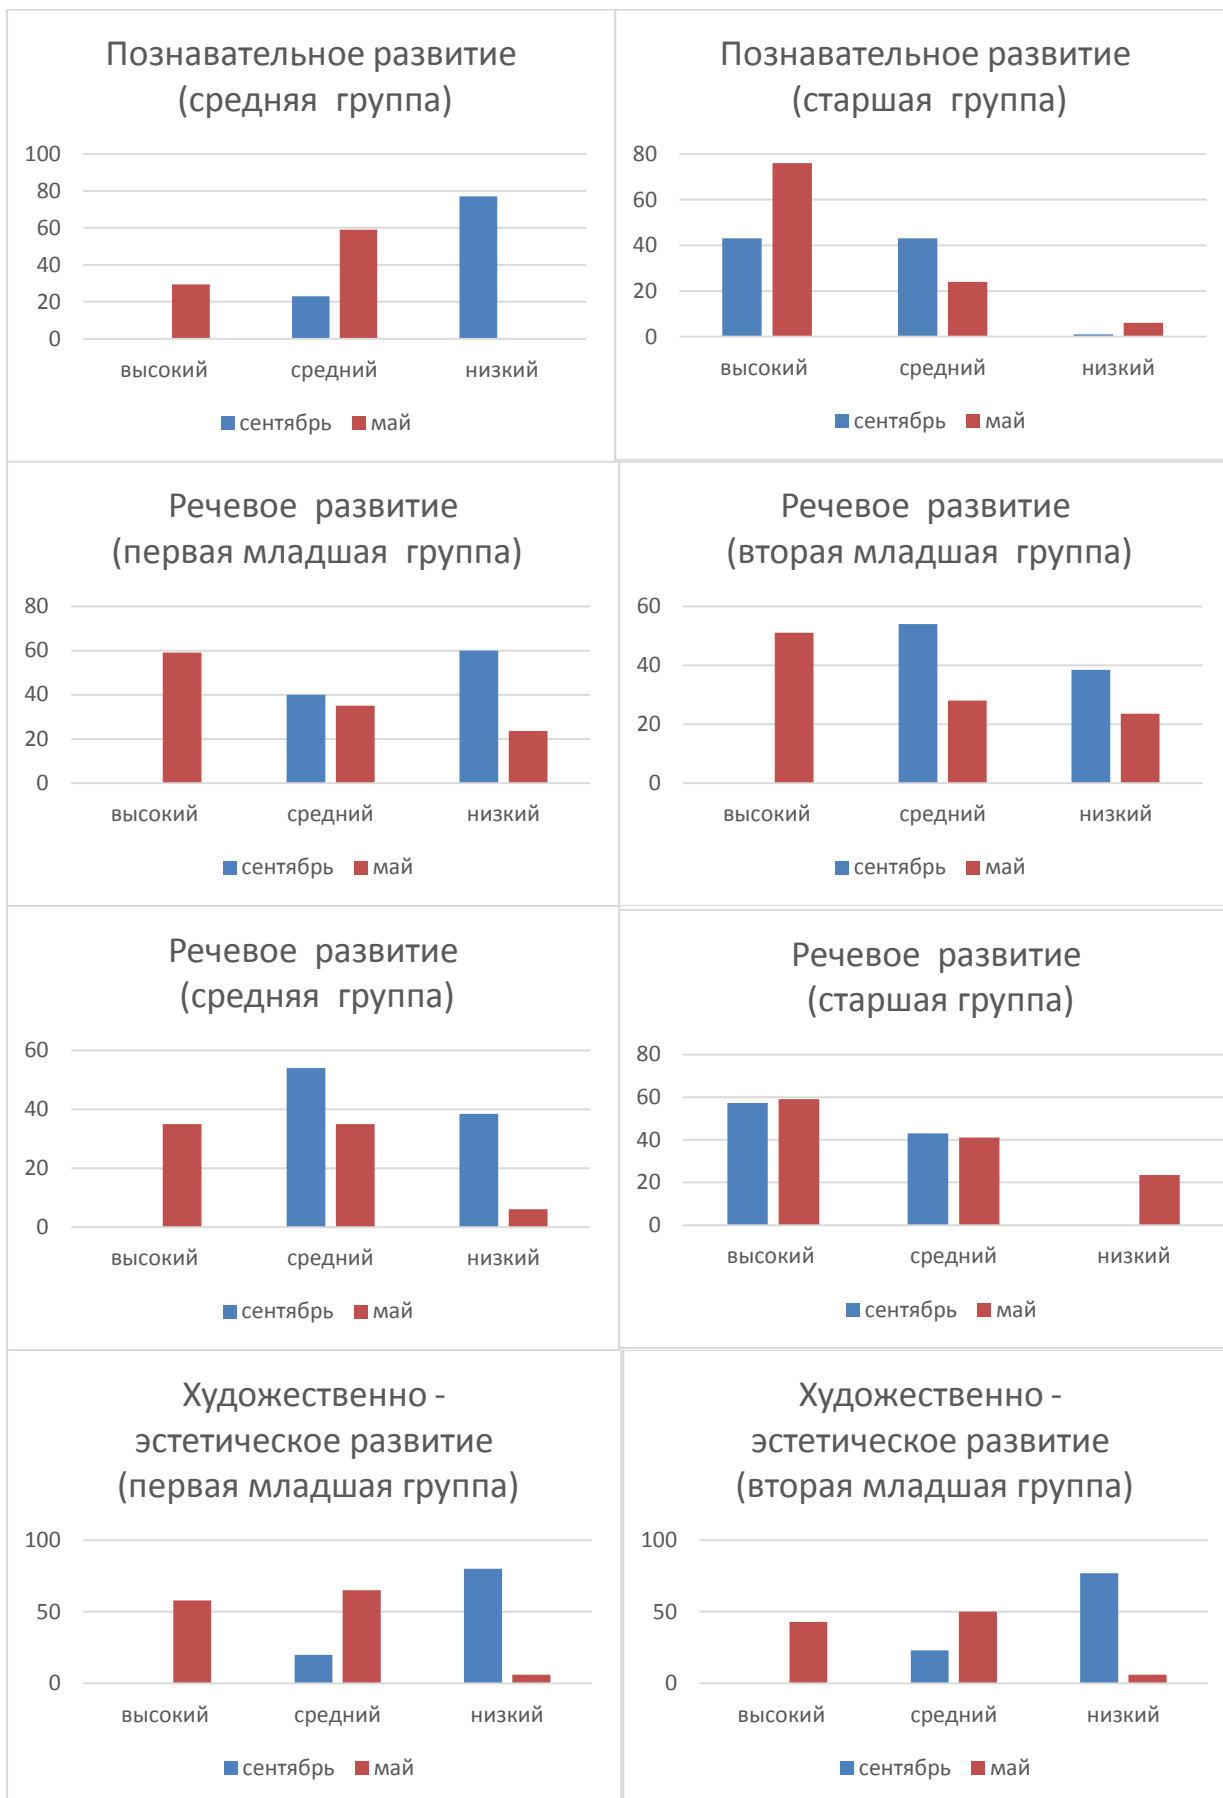 Познавательное развитие
(средняя группа)
100
80
60
40
20
0
высокий средний низкий
сентябрь май
Познавательное развитие
(старшая группа)
80
60
40
20
0
высокий средний низкий
сентябрь май
Речевое развитие
(первая младшая группа)
80
60
40
20
0
высокий средний низкий
сентябрь май
Речевое развитие
(вторая младшая группа)
60
40
20
0
высокий средний низкий
сентябрь май
Речевое развитие
(средняя группа)
60
40
20
0
высокий средний низкий
сентябрь май
Речевое развитие
(старшая группа)
80
60
40
20
0
высокий средний низкий
сентябрь май
Художественно -
эстетическое развитие
(первая младшая группа)
100
50
0
высокий средний низкий
сентябрь май
Художественно -
эстетическое развитие
(вторая младшая группа)
100
50
0
высокий средний низкий
сентябрь май